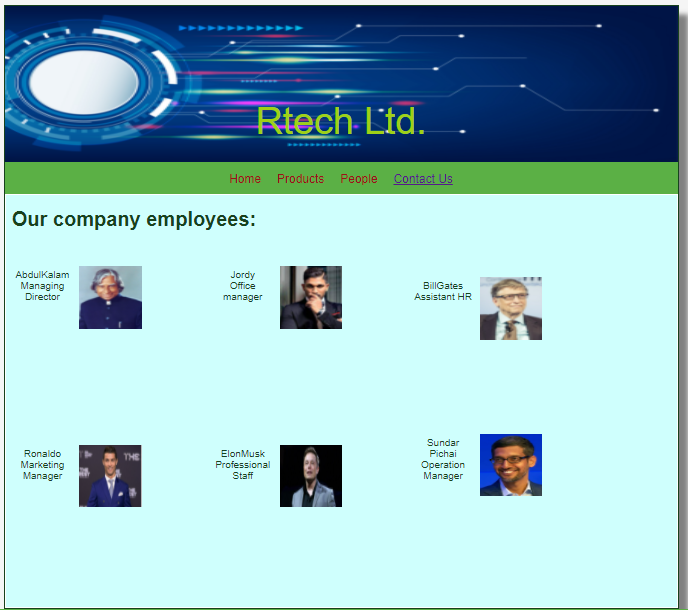 Rtech Ltd.
Home Products People Contact Us
Our company employees:
AbdulKalam
Managing
Director
Jordy
Office
manager
BillGates
Assistant HR
Ronaldo
Marketing
Manager
ElonMusk
Professional
Staff
Sundar
Pichai
Operation
Manager